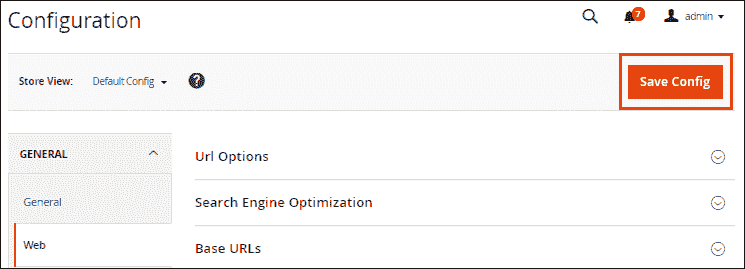 Configuration
7
admin
Store View: Default Config ?
Save Config
GENERAL
General
Web
Url Options
Search Engine Optimization
Base URLs